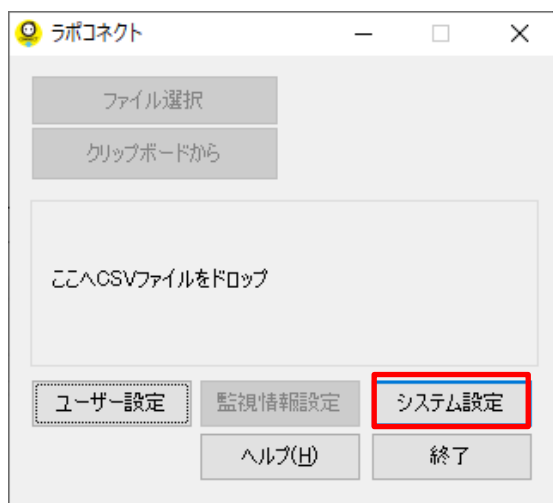 ラポコネクト
ファイル選択
クリップボードから
ここへCSVファイルをドロップ
ユーザー設定 監視情報設定 システム設定
ヘルプ(H) 終了